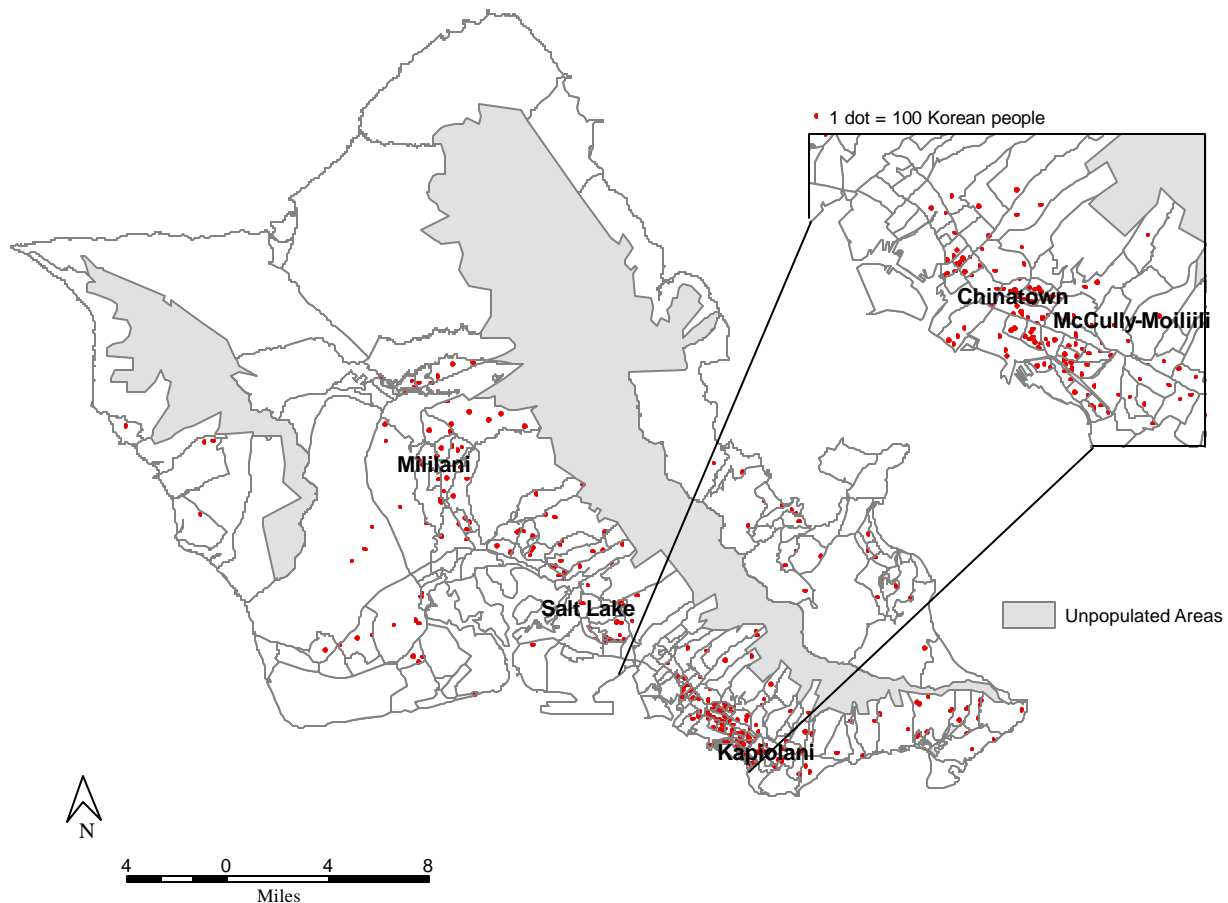 1 dot = 100 Korean people
Chinatown
McCully-Moiliili
Mililani
Salt Lake
Unpopulated Areas
Kapiolani
N
4 0 4 8
Miles